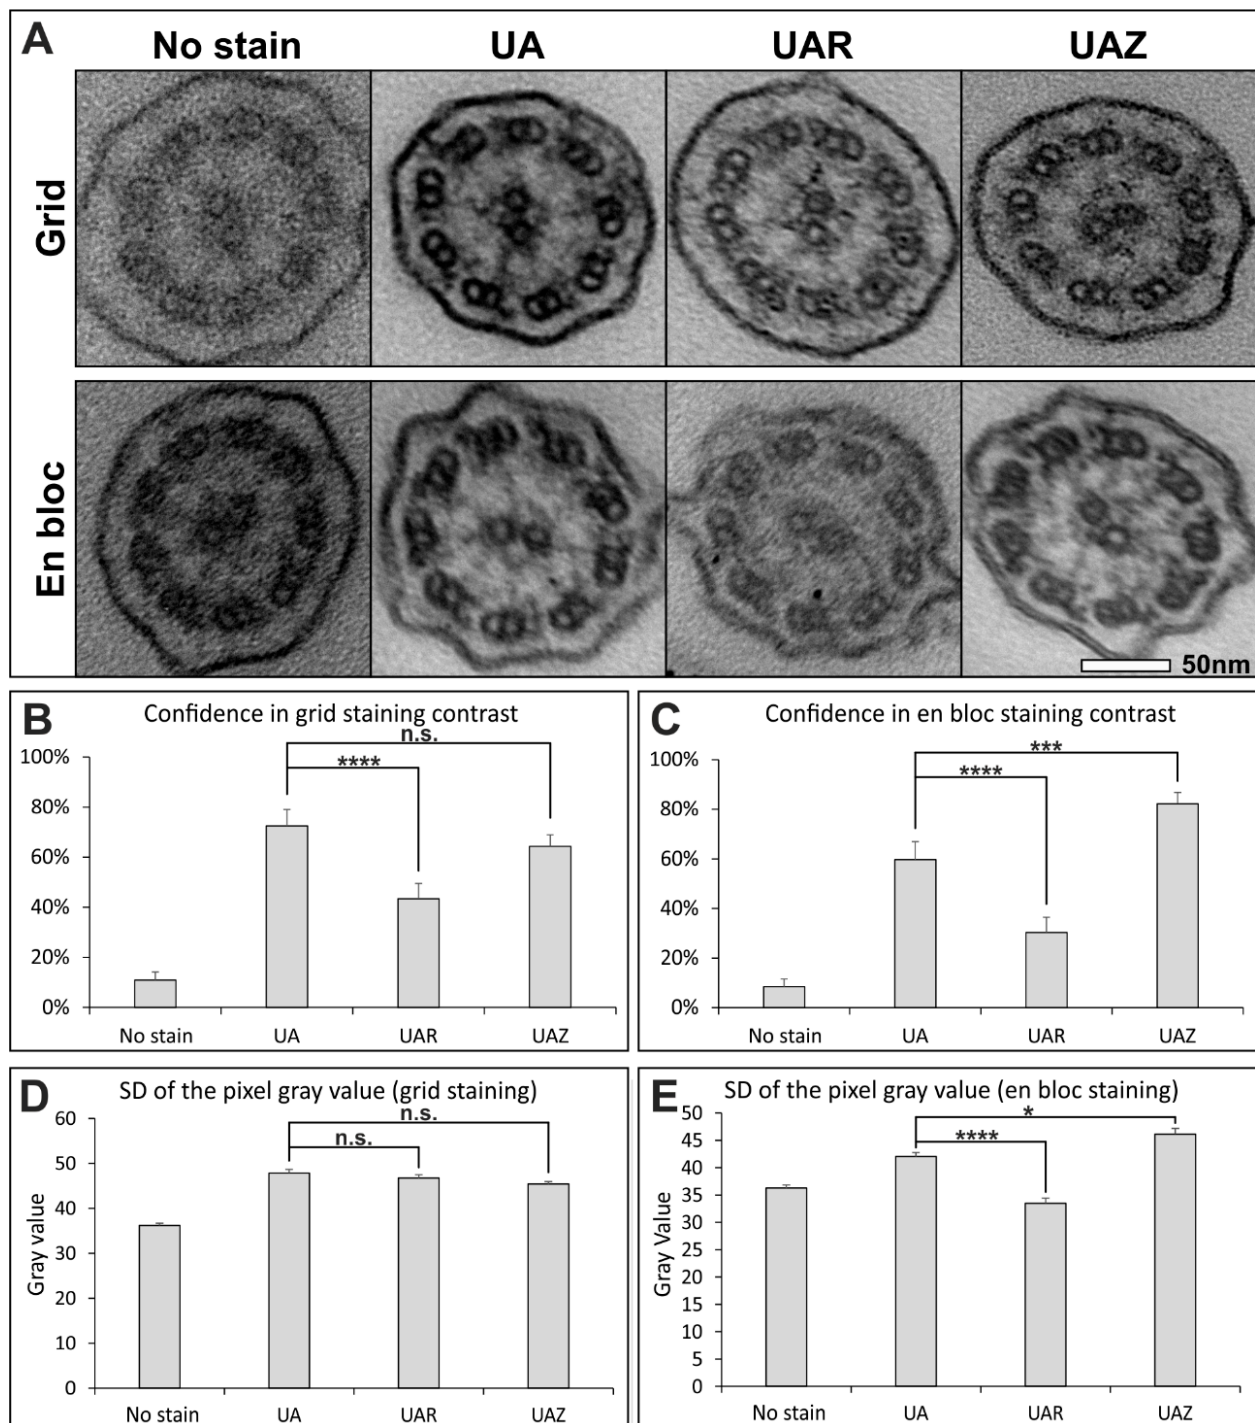 A
No stain UA UAR UAZ
Grid
En bloc
50nm
B
Confidence in grid staining contrast
n.s.
****
100%
80%
60%
40%
20%
0%
No stain UA UAR UAZ
C
Confidence in en bloc staining contrast
***
****
100%
80%
60%
40%
20%
0%
No stain UA UAR UAZ
D
SD of the pixel gray value (grid staining)
n.s.
n.s.
Gray value
60
50
40
30
20
10
0
No stain UA UAR UAZ
E
SD of the pixel gray value (en bloc staining)
*
****
Gray Value
50
45
40
35
30
25
20
15
10
5
0
No stain UA UAR UAZ